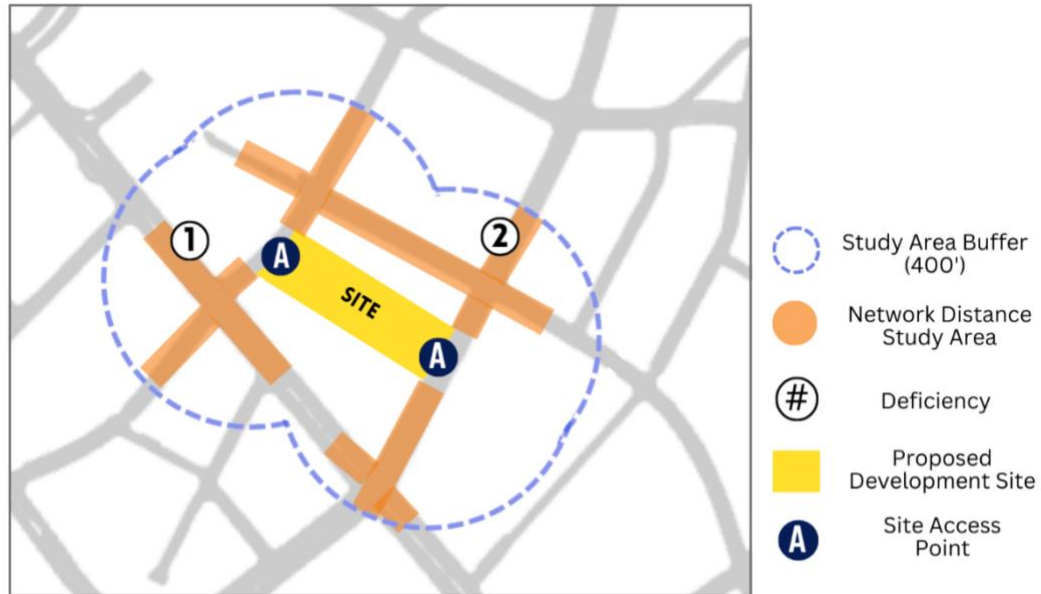 1
2
A
SITE
A
Study Area Buffer
(400')
Network Distance
Study Area
#
Deficiency
Proposed
Development Site
A
Site Access
Point